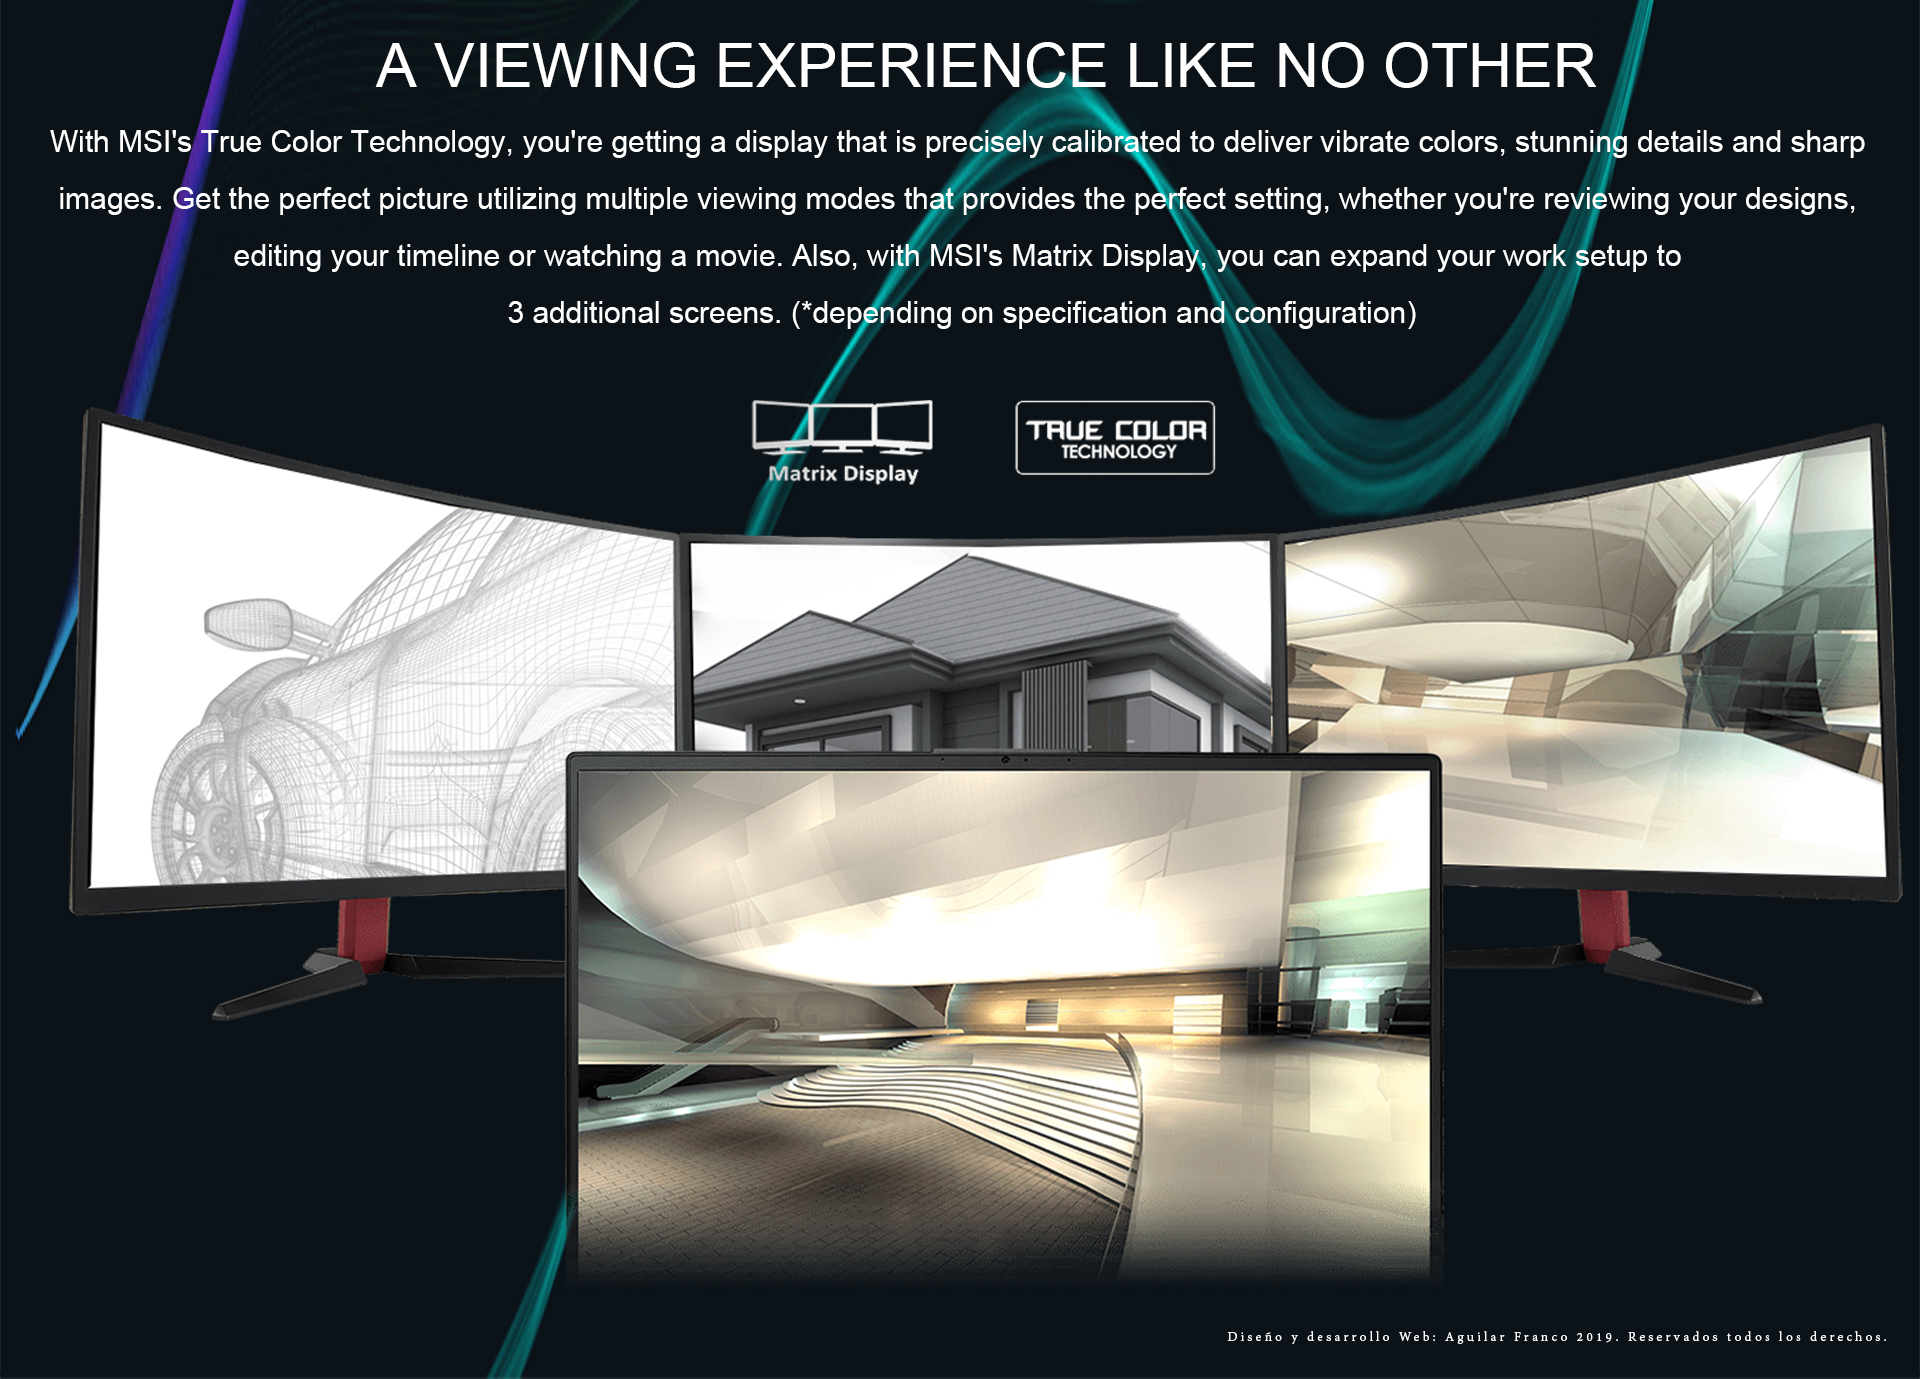 A VIEWING EXPERIENCE LIKE NO OTHER
With MSI's True Color Technology, you're getting a display that is precisely calibrated to deliver vibrate colors, stunning details and sharp
images. Get the perfect picture utilizing multiple viewing modes that provides the perfect setting, whether you're reviewing your designs,
editing your timeline or watching a movie. Also, with MSI's Matrix Display, you can expand your work setup to
3 additional screens. (*depending on specification and configuration)
Matrix Display
TRUE COLOR
TECHNOLOGY
Diseño y desarrollo Web: Aguilar Franco 2019. Reservados todos los derechos.